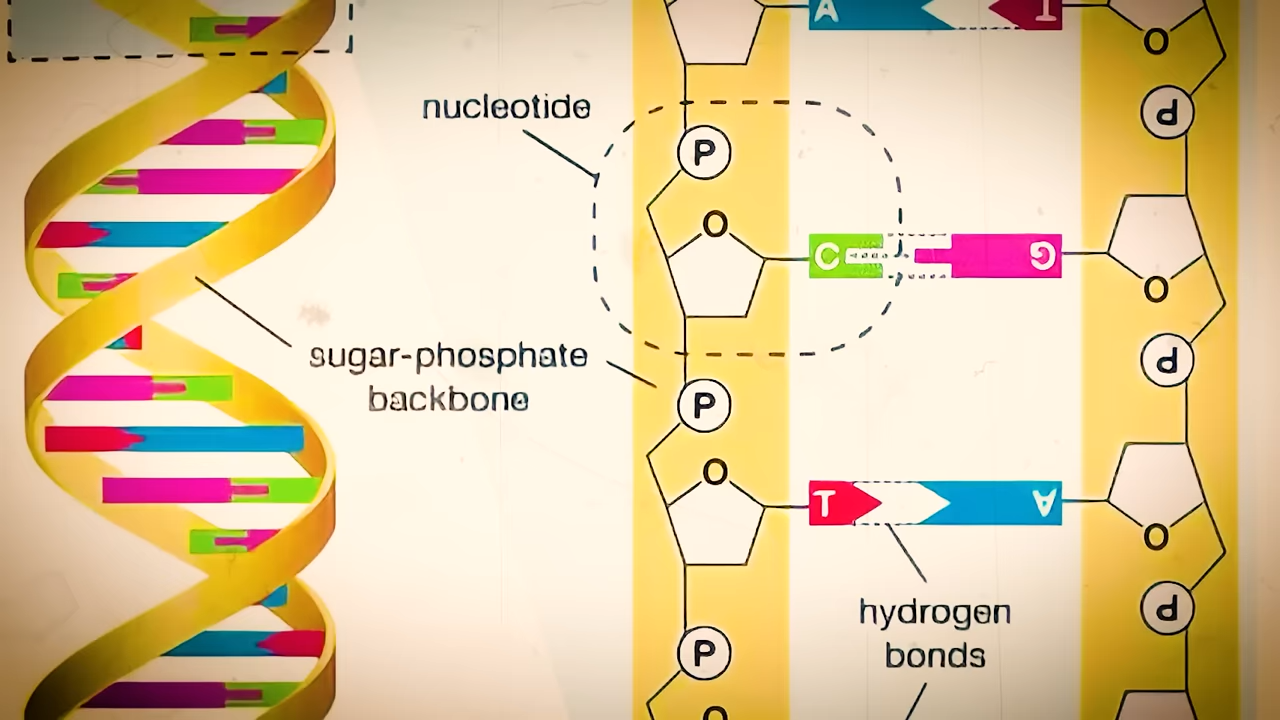 A T
O
nucleotide
P
P
O
C G
O
sugar-phosphate
backbone
P
P
O
T A
O
hydrogen
bonds
P
P
O